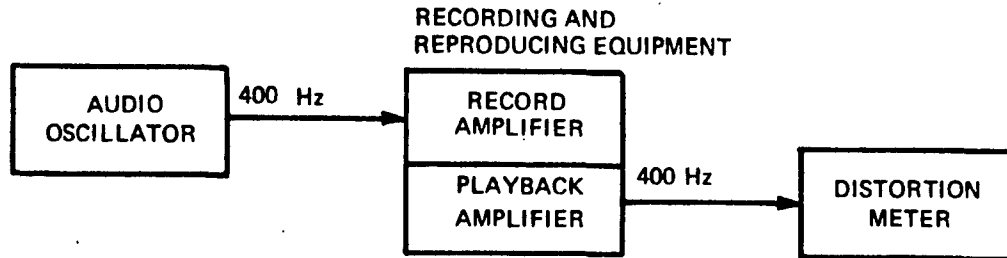 RECORDING AND
REPRODUCING EQUIPMENT
AUDIO
OSCILLATOR
400 Hz
RECORD
AMPLIFIER
PLAYBACK
AMPLIFIER
400 Hz
DISTORTION
METER